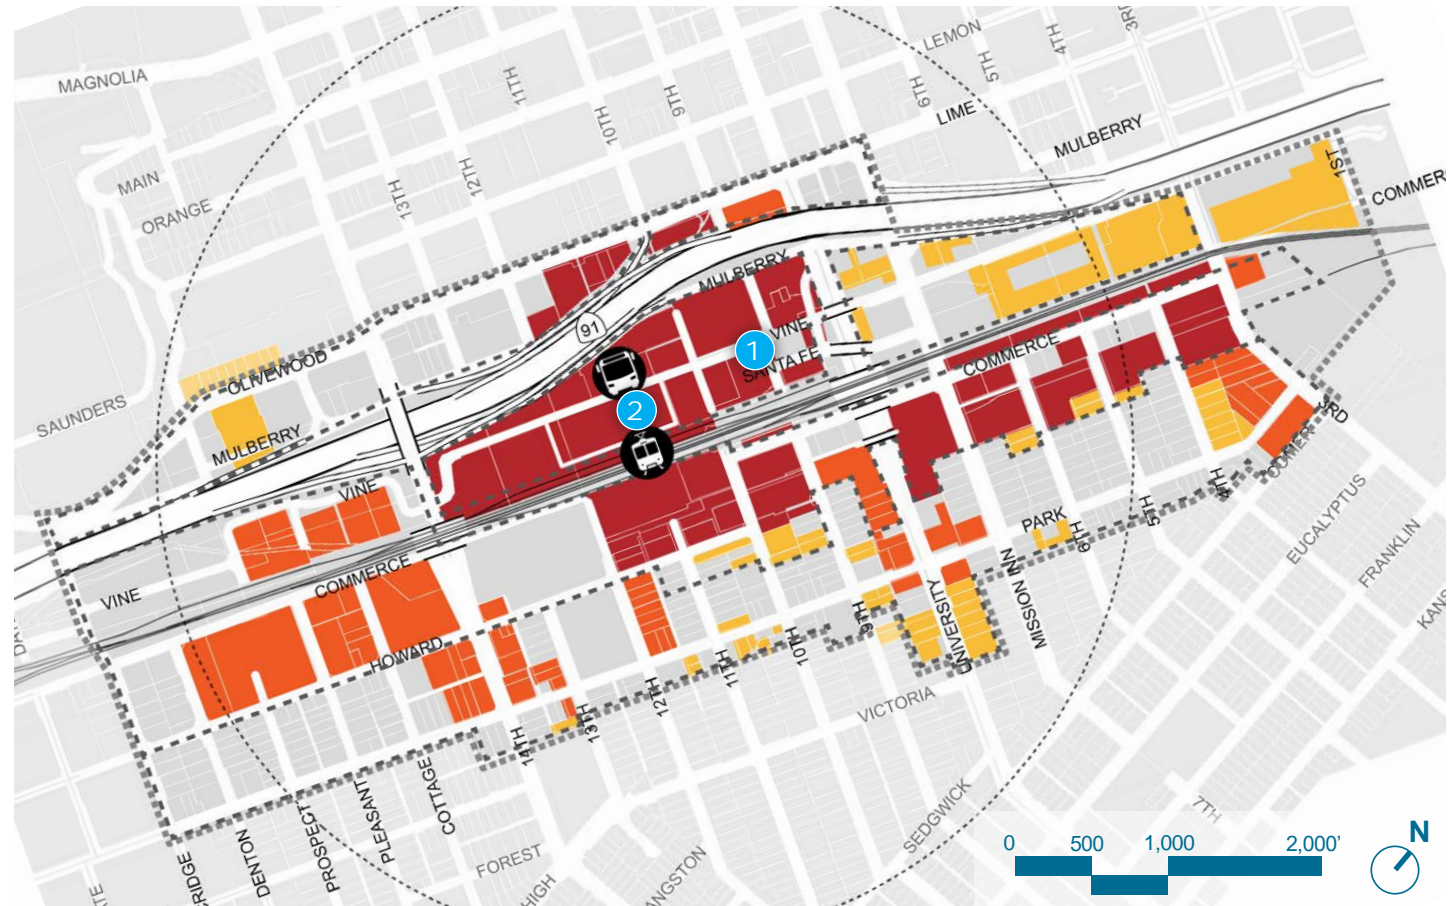 LEMON
5TH
4TH
MAGNOLIA
11TH
10TH
9TH
6TH
LIME
MULBERRY
MAIN
ORANGE
13TH
12TH
1ST
MULBERRY
91
VINE
1
SANTA FE
COMMERCE
2
OLIVEWOOD
SAUNDERS
MULBERRY
VINE
3RD
4TH
EUCALYPTUS
PARK
6TH
5TH
FRANKLIN
COMMERCE
VINE
HOWARD
9TH
UNIVERSITY
MISSION INN
10TH
11TH
12TH
13TH
14TH
VICTORIA
COTTAGE
PLEASANT
PROSPECT
DENTON
RIDGE
FOREST
HIGH
LANGSTON
SEDGWICK
7TH
0 500 1,000 2,000'
N